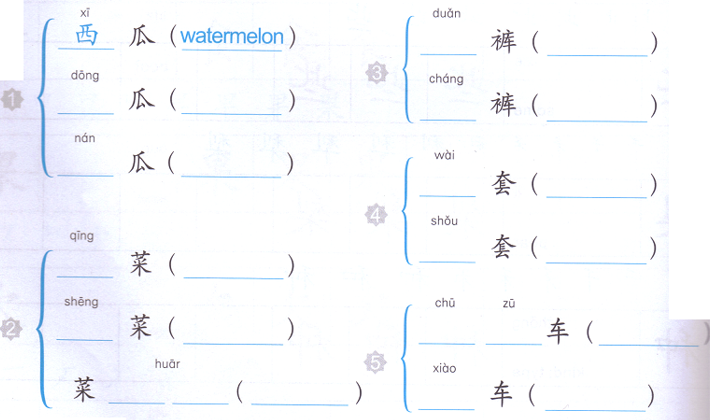 1
xī
西 瓜 (watermelon)
dōng
瓜 ( )
nán
瓜 ( )
2
qīng
菜 ( )
shēng
菜 ( )
huār
菜 ( )
3
duǎn
裤 ( )
cháng
裤 ( )
4
wài
套 ( )
shǒu
套 ( )
5
chū zū
车 ( )
xiào
车 ( )